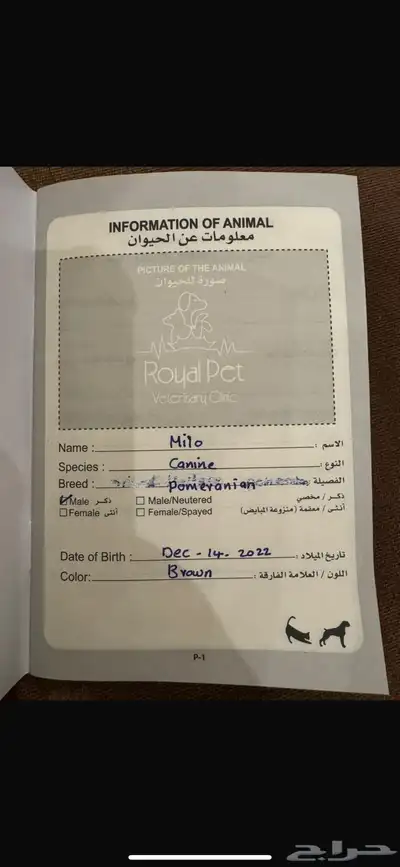 INFORMATION OF ANIMAL
معلومات عن الحيوان
PICTURE OF THE ANIMAL
صورة للحيوان
Royal Pet
Veterinary Clinic
Name : Milo الاسم :
Species : Canine النوع :
Breed : Pomeranian الفصيلة :
Male ذكر Male/Neutered ذكر / مخصي
Female أنثى Female/Spayed أنثى / معقمة (منزوعة المبايض)
Date of Birth : Dec - 14 - 2022 تاريخ الميلاد :
Color: Brown اللون / العلامة الفارقة :
P-1
حراج